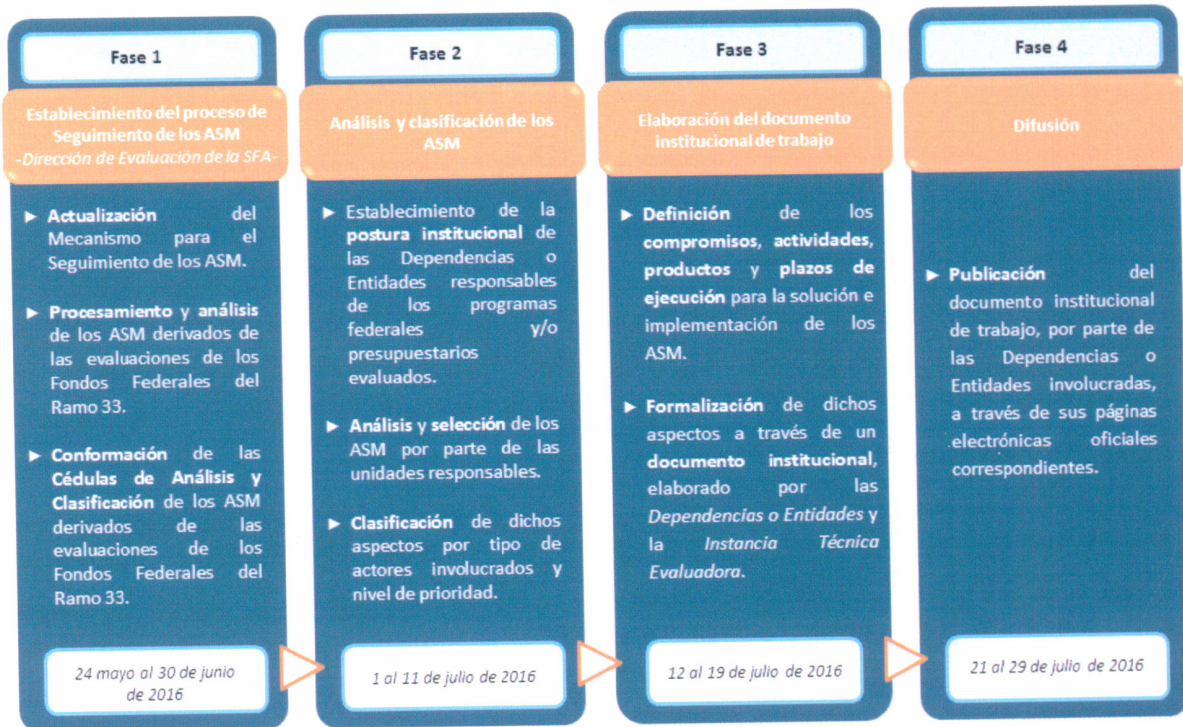 Fase 1
Establecimiento del proceso de
Seguimiento de los ASM
-Dirección de Evaluación de la SFA-
► Actualización del
Mecanismo para el
Seguimiento de los ASM.
► Procesamiento y análisis
de los ASM derivados de
las evaluaciones de los
Fondos Federales del
Ramo 33.
► Conformación de las
Cédulas de Análisis y
Clasificación de los ASM
derivados de las
evaluaciones de los
Fondos Federales del
Ramo 33.
24 mayo al 30 de junio
de 2016
Fase 2
Análisis y clasificación de los
ASM
► Establecimiento de la
postura institucional de
las Dependencias o
Entidades responsables
de los programas
federales y/o
presupuestarios
evaluados.
► Análisis y selección de los
ASM por parte de las
unidades responsables.
► Clasificación de dichos
aspectos por tipo de
actores involucrados y
nivel de prioridad.
1 al 11 de julio de 2016
Fase 3
Elaboración del documento
institucional de trabajo
► Definición de los
compromisos, actividades,
productos y plazos de
ejecución para la solución e
implementación de los
ASM.
► Formalización de dichos
aspectos a través de un
documento institucional,
elaborado por las
Dependencias o Entidades y
la Instancia Técnica
Evaluadora.
12 al 19 de julio de 2016
Fase 4
Difusión
► Publicación del
documento institucional
de trabajo, por parte de
las Dependencias o
Entidades involucradas,
a través de sus páginas
electrónicas oficiales
correspondientes.
21 al 29 de julio de 2016